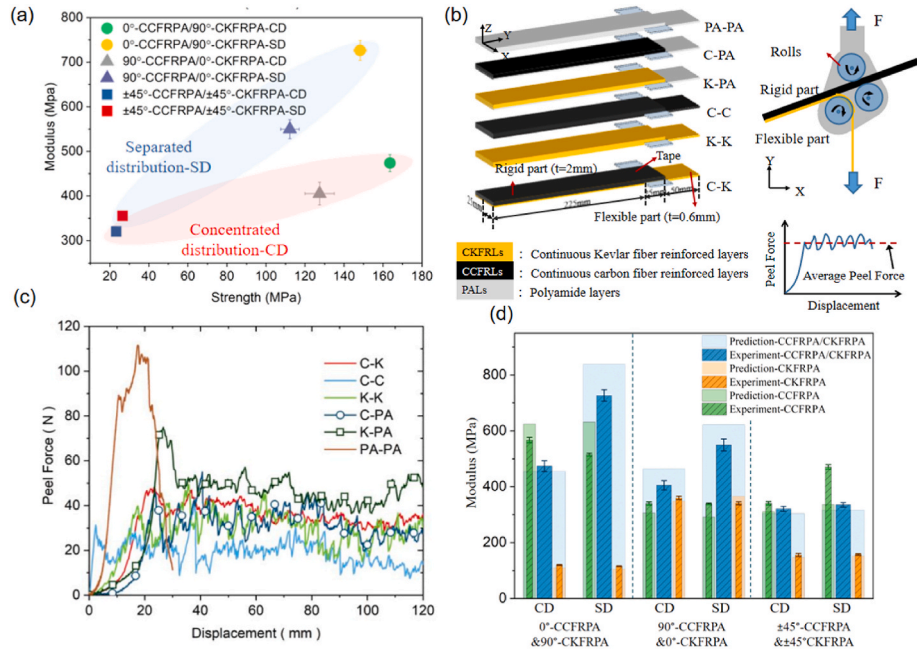 (a)
800
700
600
500
400
300
Modulus (Mpa)
0°-CCFRPA/90°-CKFRPA-CD
0°-CCFRPA/90°-CKFRPA-SD
90°-CCFRPA/0°-CKFRPA-CD
90°-CCFRPA/0°-CKFRPA-SD
±45°-CCFRPA/±45°-CKFRPA-CD
±45°-CCFRPA/±45°-CKFRPA-SD
Separated
distribution-SD
Concentrated
distribution-CD
20 40 60 80 100 120 140 160 180
Strength (MPa)
(b)
Z
Y
X
PA-PA
C-PA
K-PA
C-C
K-K
C-K
Rigid part (t=2mm)
Tape
225mm
50mm
Flexible part (t=0.6mm)
CKFRLs : Continuous Kevlar fiber reinforced layers
CCFRLs : Continuous carbon fiber reinforced layers
PALs : Polyamide layers
F
Rolls
Rigid part
Flexible part
Y
X
F
Peel Force
Average Peel Force
Displacement
(c)
120
110
100
80
60
40
20
0
Peel Force ( N )
C-K
C-C
K-K
C-PA
K-PA
PA-PA
0 20 40 60 80 100 120
Displacement ( mm )
(d)
800
600
400
200
0
Modulus (MPa)
Prediction-CCFRPA/CKFRPA
Experiment-CCFRPA/CKFRPA
Prediction-CKFRPA
Experiment-CKFRPA
Prediction-CCFRPA
Experiment-CCFRPA
CD SD CD SD CD SD
0°-CCFRPA 90°-CCFRPA ±45°-CCFRPA
&90°-CKFRPA &0°-CKFRPA &±45°CKFRPA